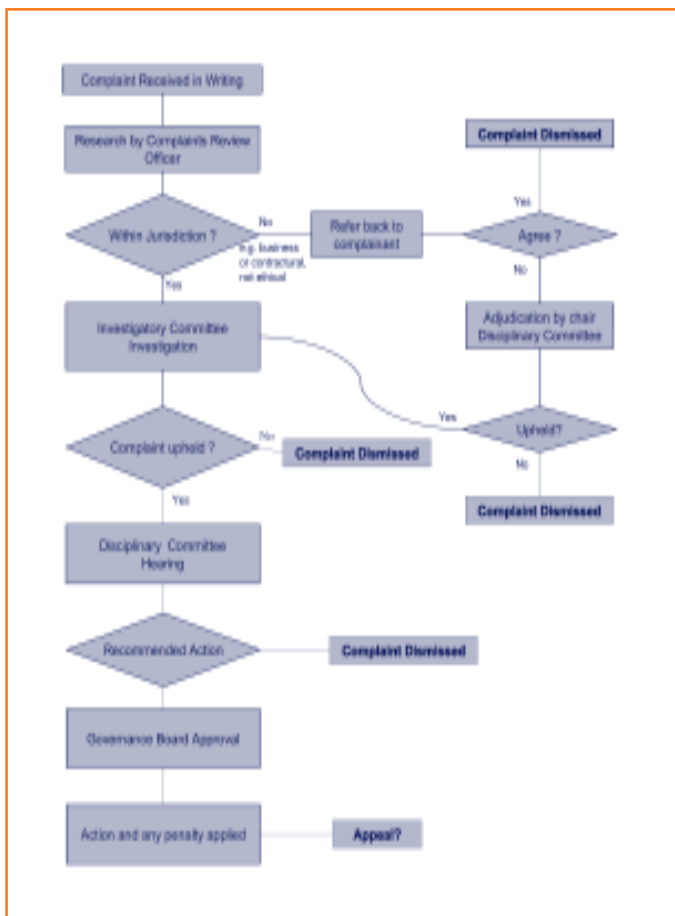 Complaint Received in Writing
Research by Complaints Review
Officer
Complaint Dismissed
Yes
Within Jurisdiction ?
No
e.g. business
or contractural,
not ethical
Refer back to
complainant
Agree ?
Yes
No
Investigatory Committee
Investigation
Adjudication by chair
Disciplinary Committee
Complaint upheld ?
No
Complaint Dismissed
Yes
Upheld?
No
Yes
Complaint Dismissed
Disciplinary Committee
Hearing
Recommended Action
Complaint Dismissed
Governance Board Approval
Action and any penalty applied
Appeal?